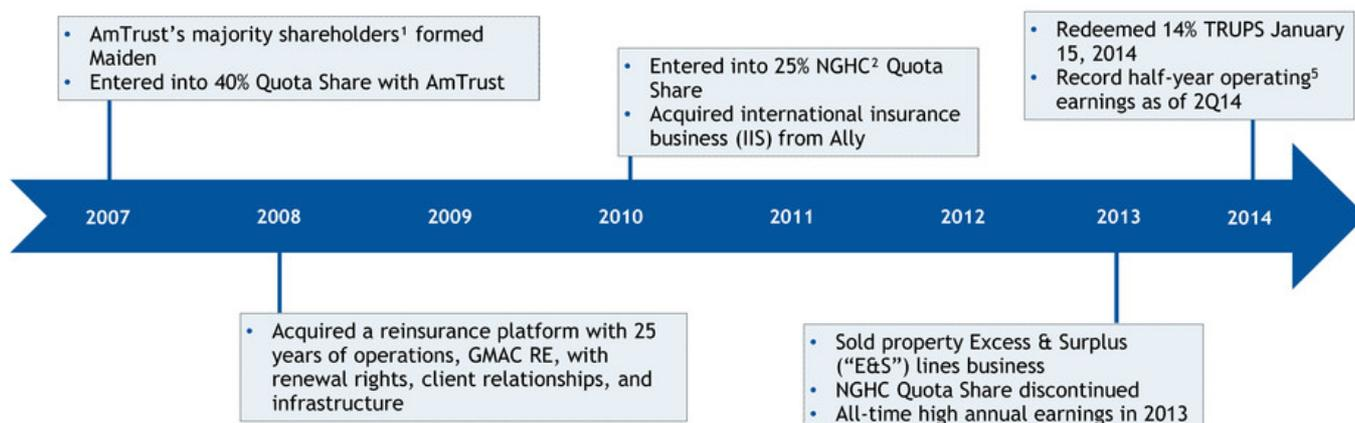 • AmTrust’s majority shareholders¹ formed
Maiden
• Entered into 40% Quota Share with AmTrust
• Entered into 25% NGHC² Quota
Share
• Acquired international insurance
business (IIS) from Ally
• Redeemed 14% TRUPS January
15, 2014
• Record half-year operating⁵
earnings as of 2Q14
2007 2008 2009 2010 2011 2012 2013 2014
• Acquired a reinsurance platform with 25
years of operations, GMAC RE, with
renewal rights, client relationships, and
infrastructure
• Sold property Excess & Surplus
(“E&S”) lines business
• NGHC Quota Share discontinued
• All-time high annual earnings in 2013